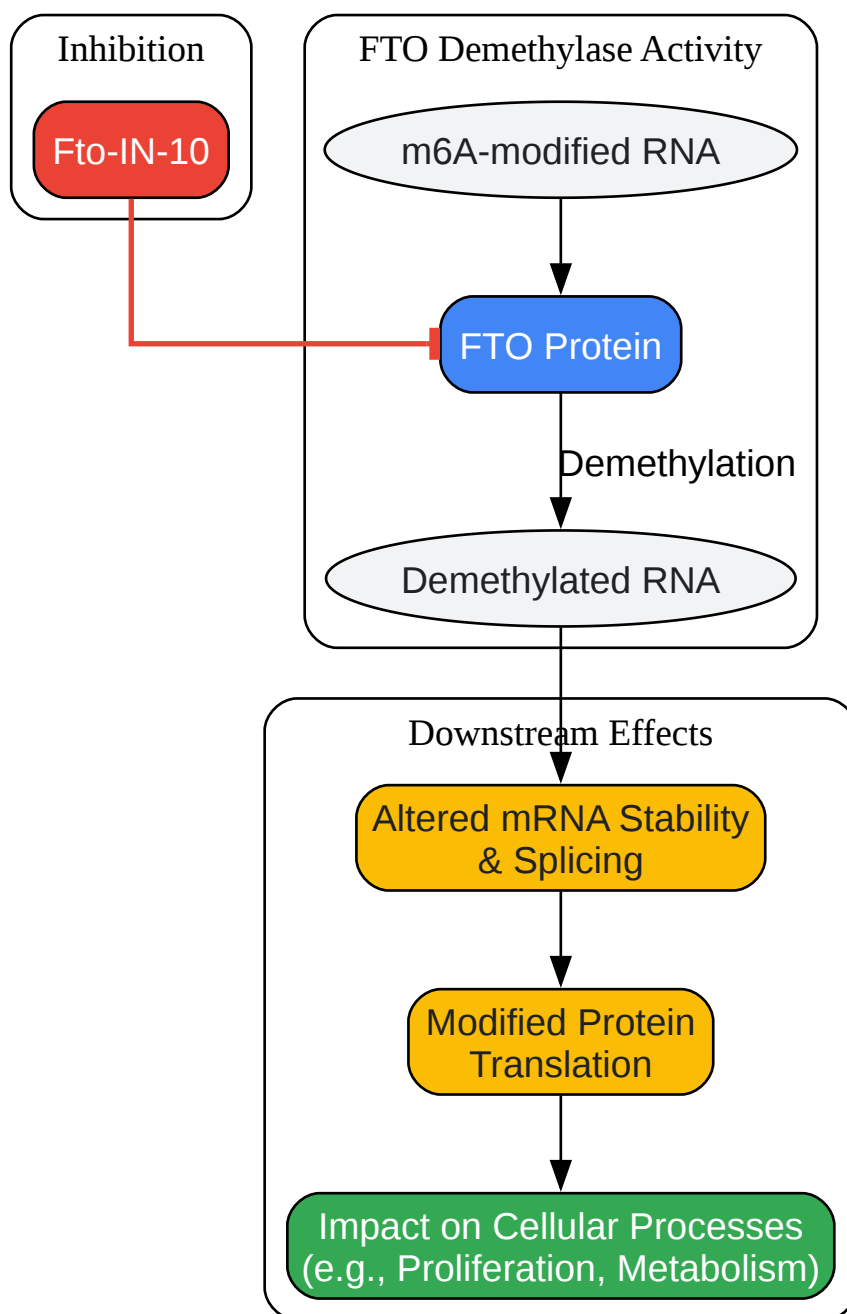 Inhibition
Fto-IN-10
FTO Demethylase Activity
m6A-modified RNA
FTO Protein
Demethylation
Demethylated RNA
Downstream Effects
Altered mRNA Stability
& Splicing
Modified Protein
Translation
Impact on Cellular Processes
(e.g., Proliferation, Metabolism)